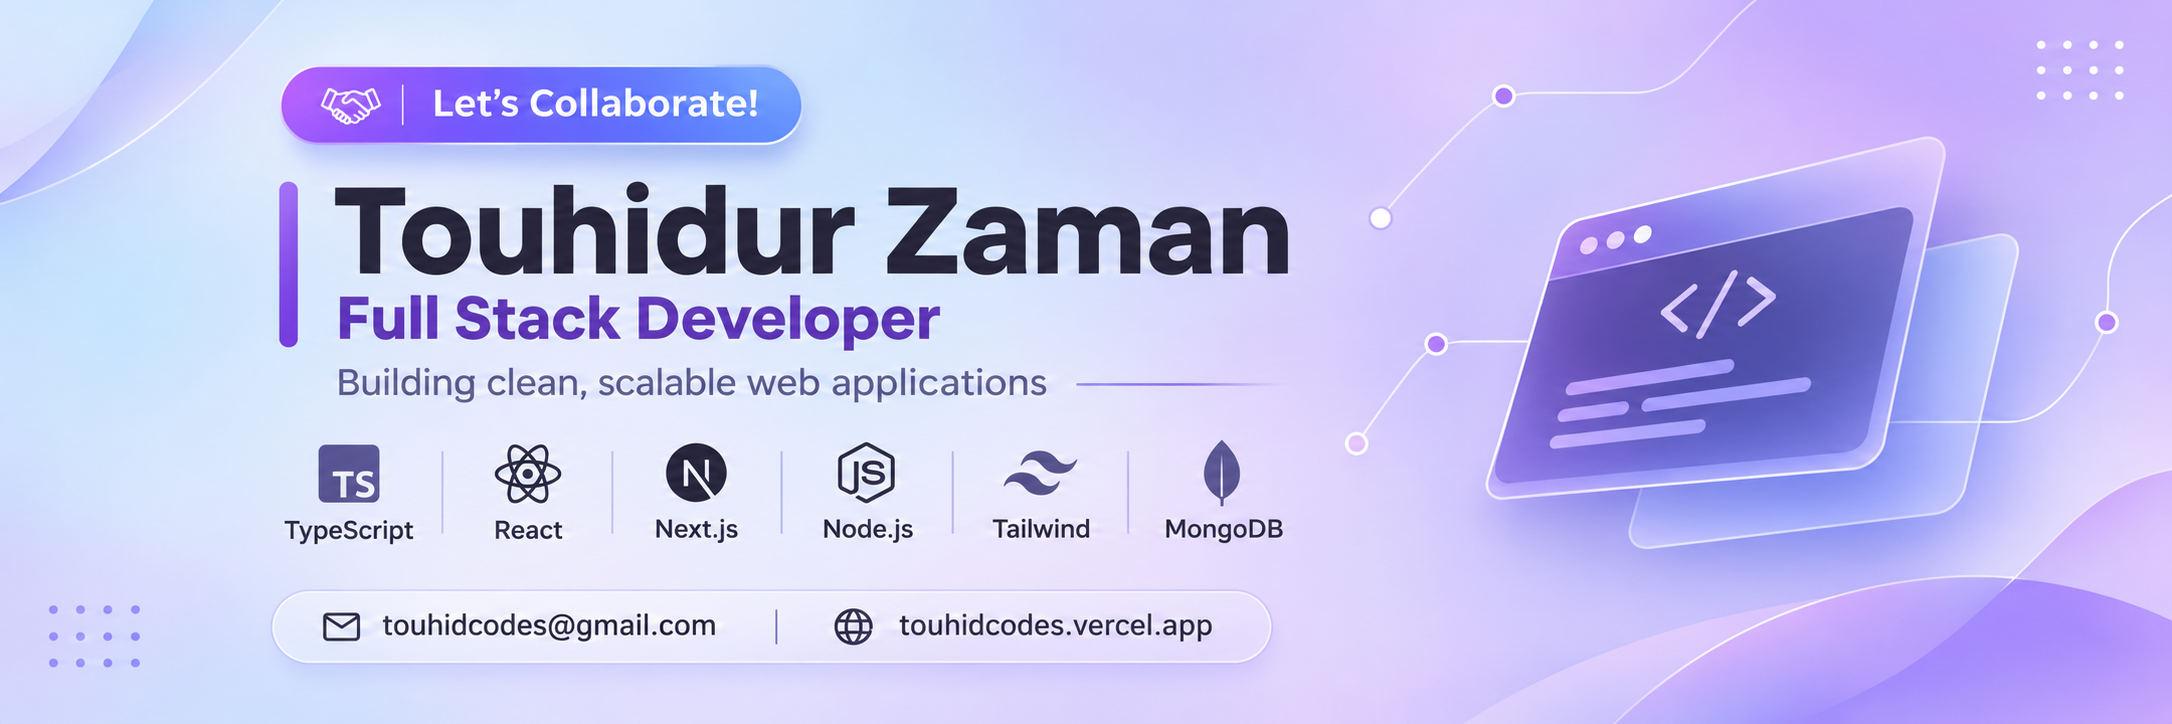 Let's Collaborate!
Touhidur Zaman
Full Stack Developer
Building clean, scalable web applications
TS
N
JS
TypeScript
React
Next.js
Node.js
Tailwind
MongoDB
</>
touhidcodes@gmail.com
touhidcodes.vercel.app